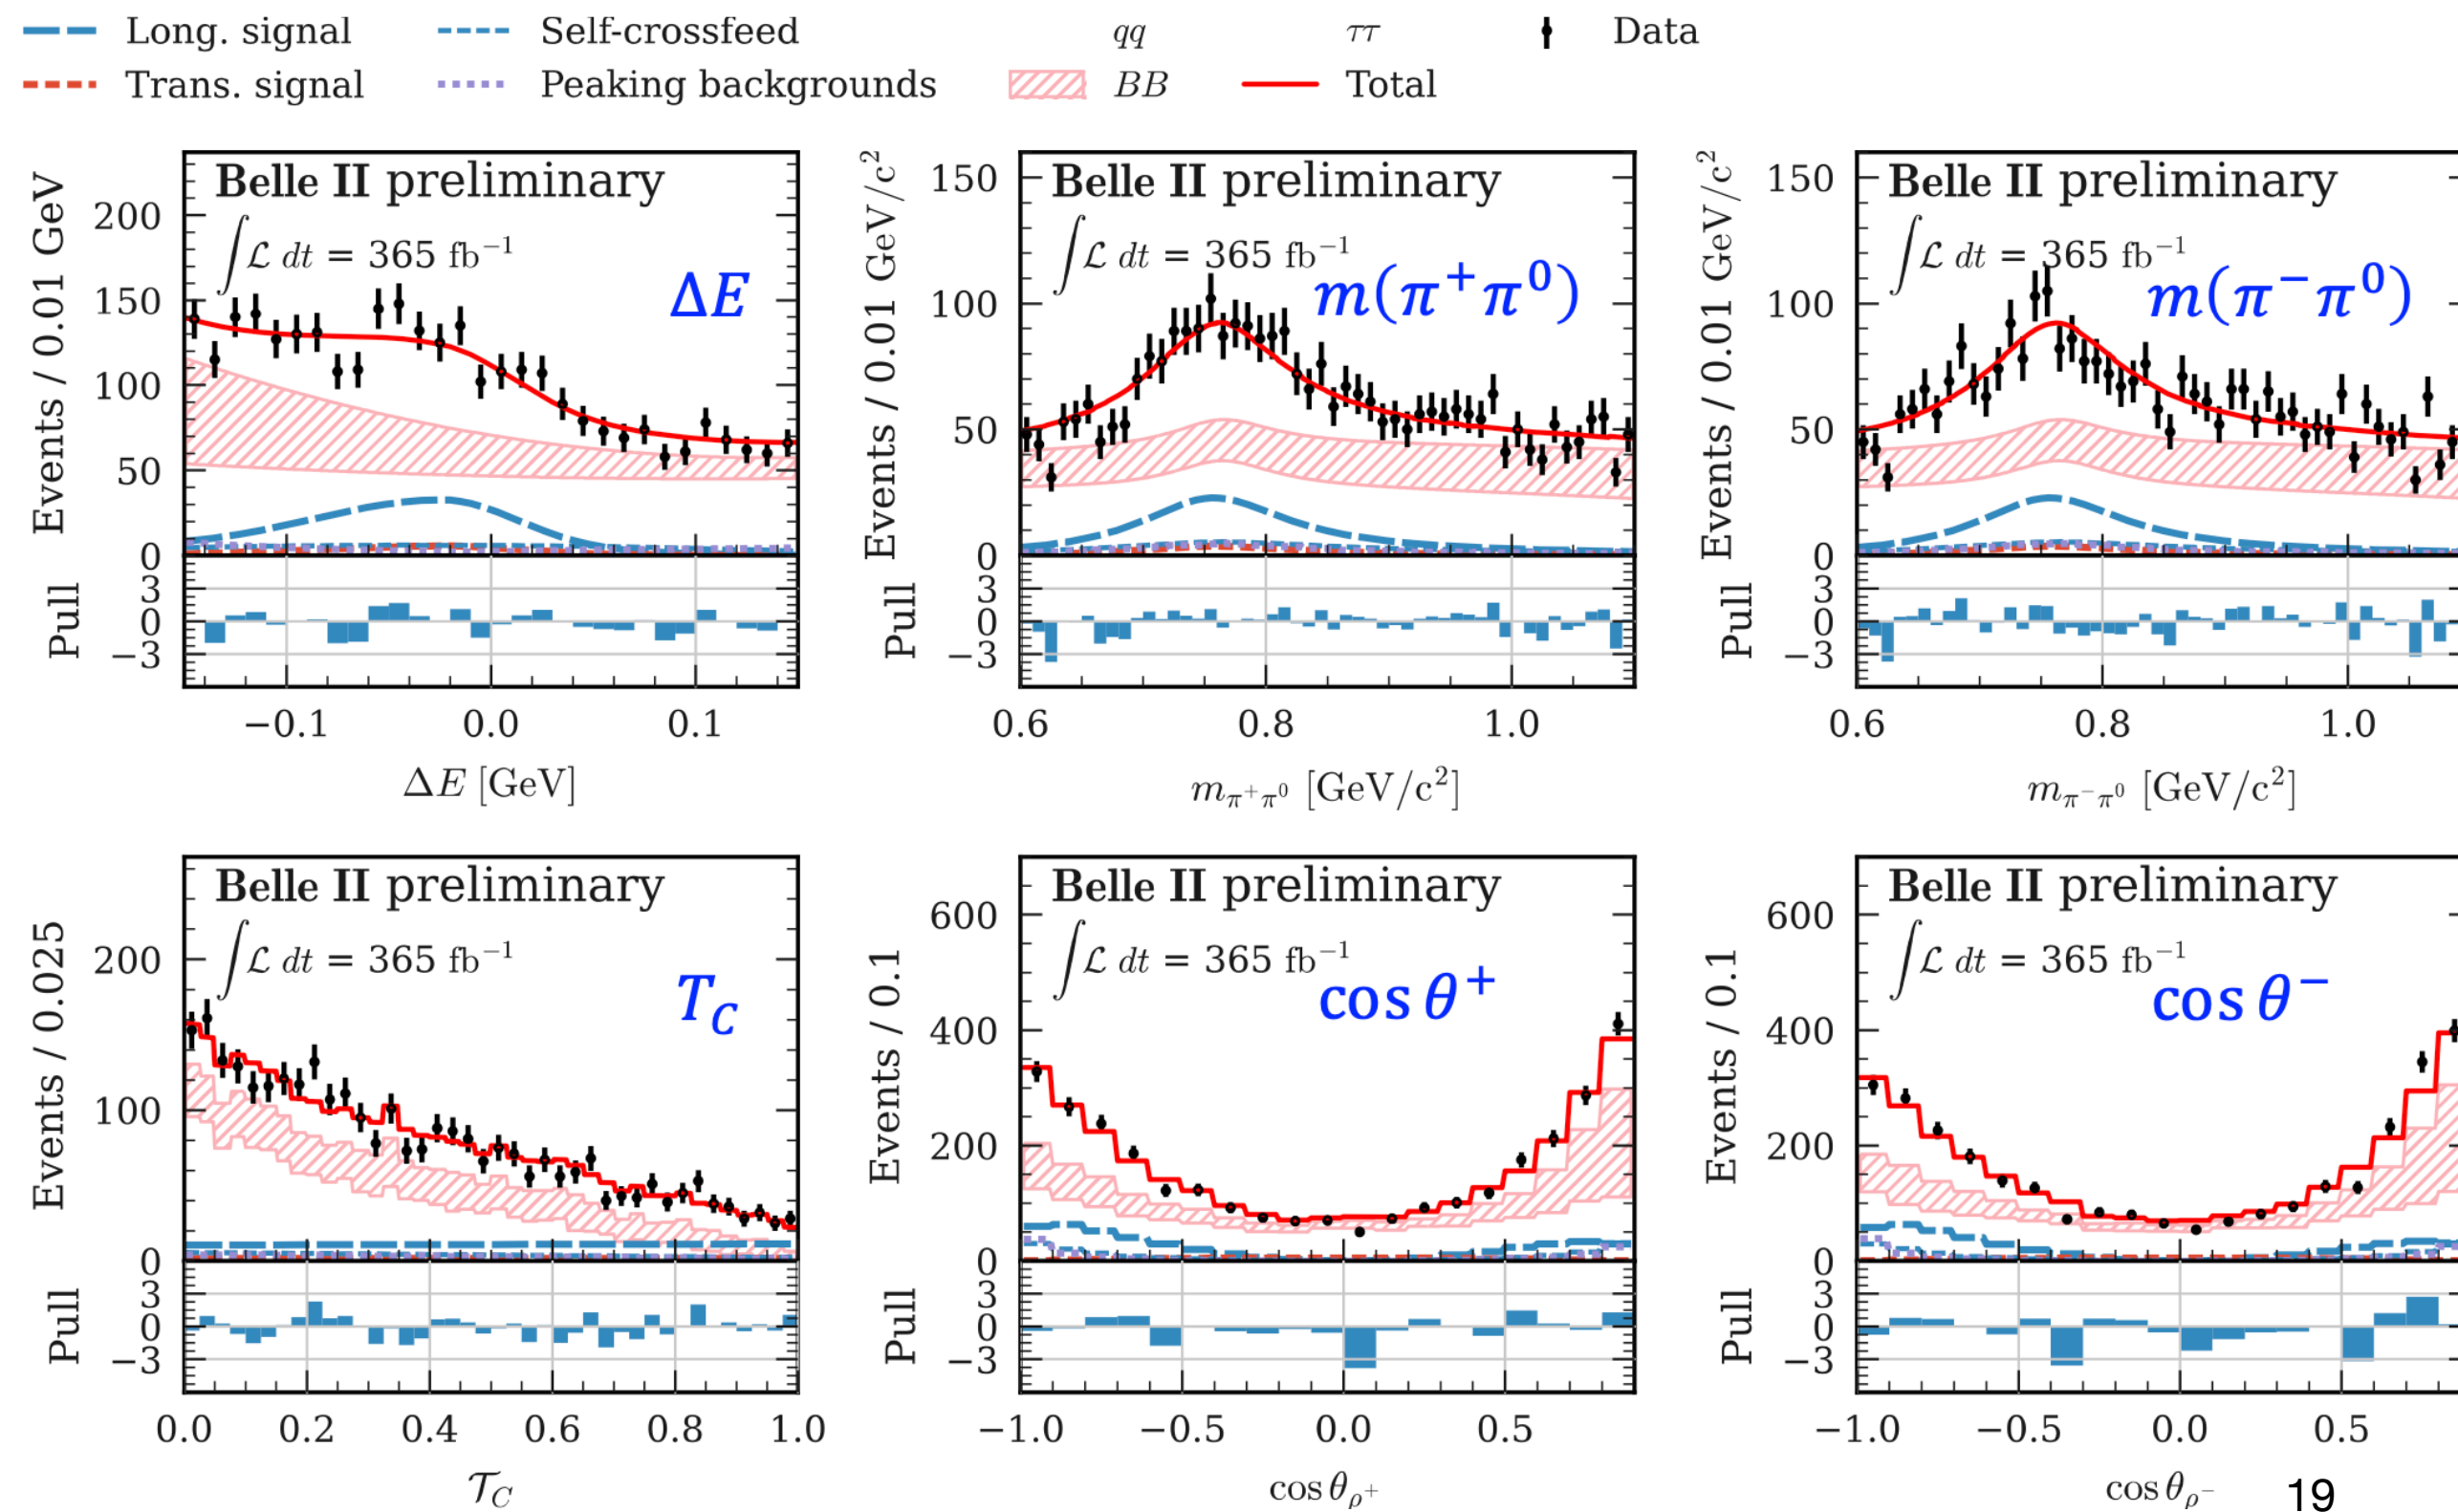 Long. signal
Self-crossfeed
qq
ττ
Data
Trans. signal
Peaking backgrounds
BB
Total
Belle II preliminary
∫ℒ dt = 365 fb⁻¹
ΔE
Events / 0.01 GeV
200
150
100
50
0
Pull
3
0
−3
−0.1
0.0
0.1
ΔE [GeV]
Belle II preliminary
∫ℒ dt = 365 fb⁻¹
m(π⁺π⁰)
Events / 0.01 GeV/c²
150
100
50
0
Pull
3
0
−3
0.6
0.8
1.0
m_{π⁺π⁰} [GeV/c²]
Belle II preliminary
∫ℒ dt = 365 fb⁻¹
m(π⁻π⁰)
Events / 0.01 GeV/c²
150
100
50
0
Pull
3
0
−3
0.6
0.8
1.0
m_{π⁻π⁰} [GeV/c²]
Belle II preliminary
∫ℒ dt = 365 fb⁻¹
T_C
Events / 0.025
200
100
0
Pull
3
0
−3
0.0
0.2
0.4
0.6
0.8
1.0
𝒯_C
Belle II preliminary
∫ℒ dt = 365 fb⁻¹
cos θ⁺
Events / 0.1
600
400
200
0
Pull
3
0
−3
−1.0
−0.5
0.0
0.5
cos θ_{ρ⁺}
Belle II preliminary
∫ℒ dt = 365 fb⁻¹
cos θ⁻
Events / 0.1
600
400
200
0
Pull
3
0
−3
−1.0
−0.5
0.0
0.5
cos θ_{ρ⁻}
19